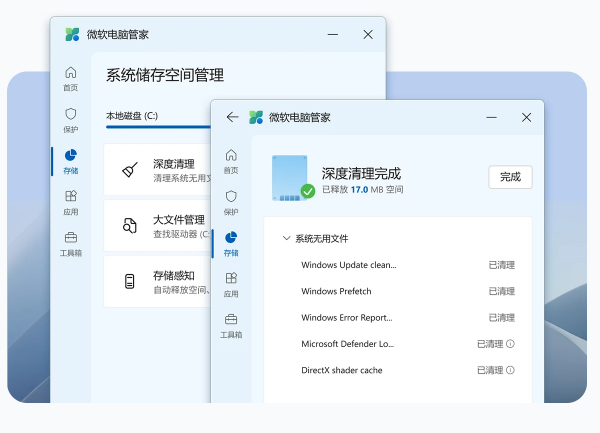 微软电脑管家
系统储存空间管理
首页
本地磁盘 (C:)
保护
存储
深度清理
清理系统无用文
应用
大文件管理
查找驱动器 (C:
工具箱
存储感知
自动释放空间、
微软电脑管家
首页
深度清理完成
已释放 17.0 MB 空间
完成
保护
存储
系统无用文件
应用
Windows Update clean... 已清理
Windows Prefetch 已清理
工具箱
Windows Error Report... 已清理
Microsoft Defender Lo... 已清理
DirectX shader cache 已清理